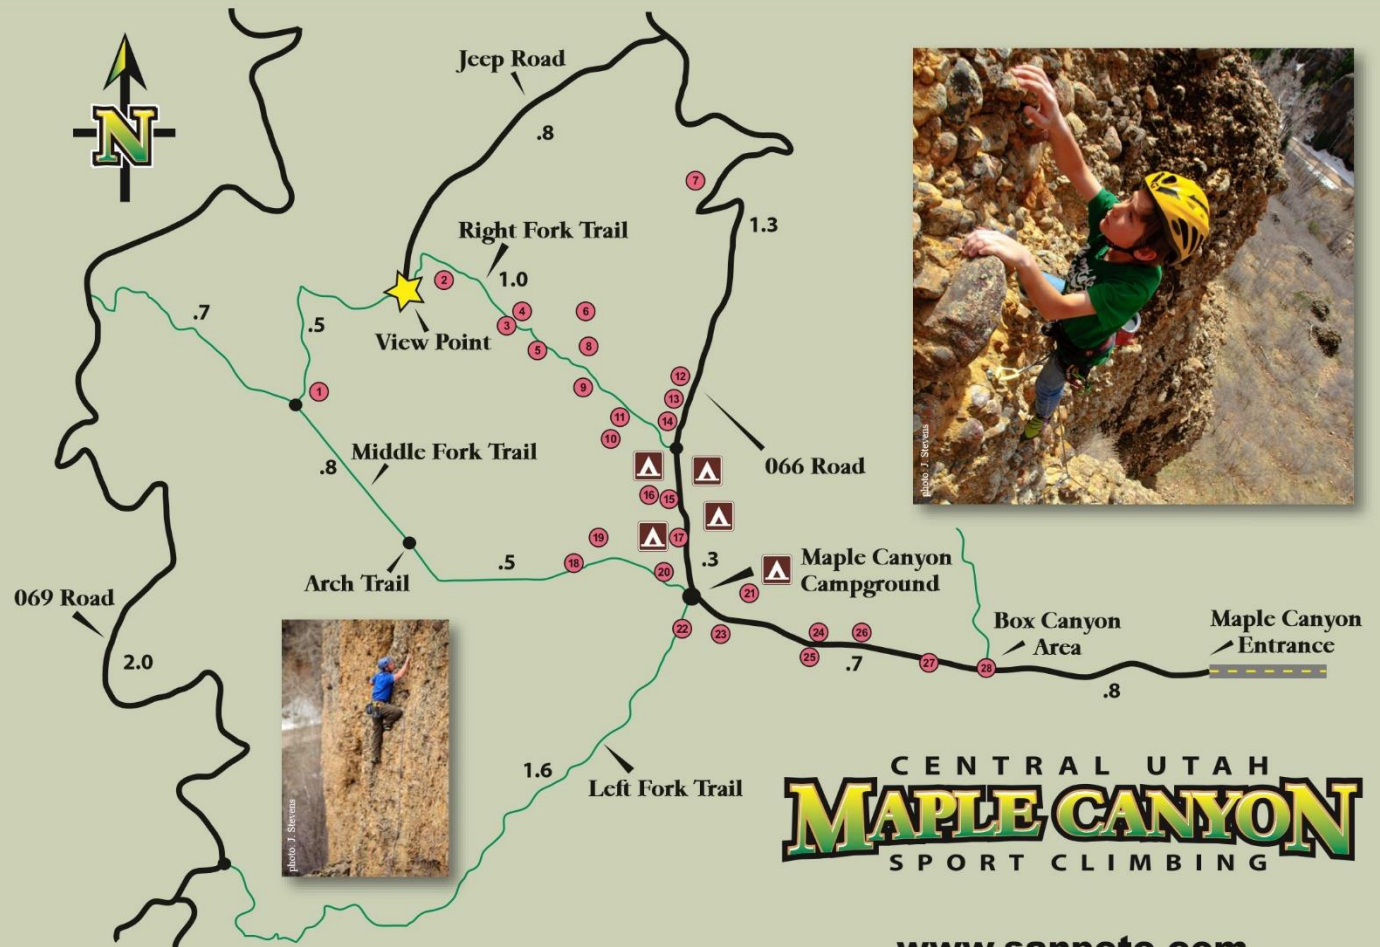 N
Jeep Road
.8
7
1.3
Right Fork Trail
1.0
2
.7
.5
View Point
4
3
6
5
8
1
9
12
13
11
14
10
Middle Fork Trail
.8
066 Road
16
15
19
17
.3
Maple Canyon
Campground
Arch Trail
.5
18
20
21
069 Road
2.0
22
23
24
26
25
.7
27
28
Box Canyon
Area
Maple Canyon
Entrance
.8
1.6
Left Fork Trail
photo: J. Stevens
photo: J. Stevens
CENTRAL UTAH
MAPLE CANYON
SPORT CLIMBING